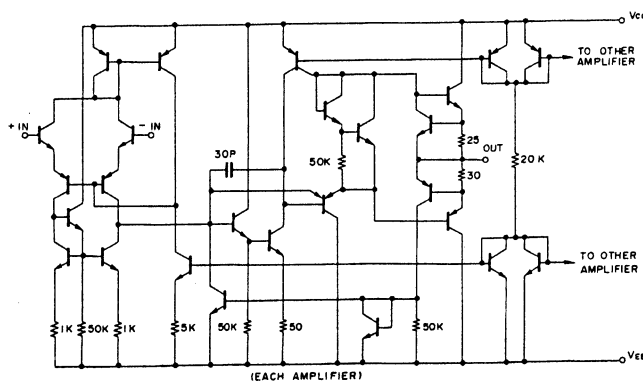 VCC
TO OTHER
AMPLIFIER
+ IN
- IN
30P
25
OUT
30
50K
20 K
TO OTHER
AMPLIFIER
1K
50K
1K
5K
50K
50
50K
VEE
(EACH AMPLIFIER)